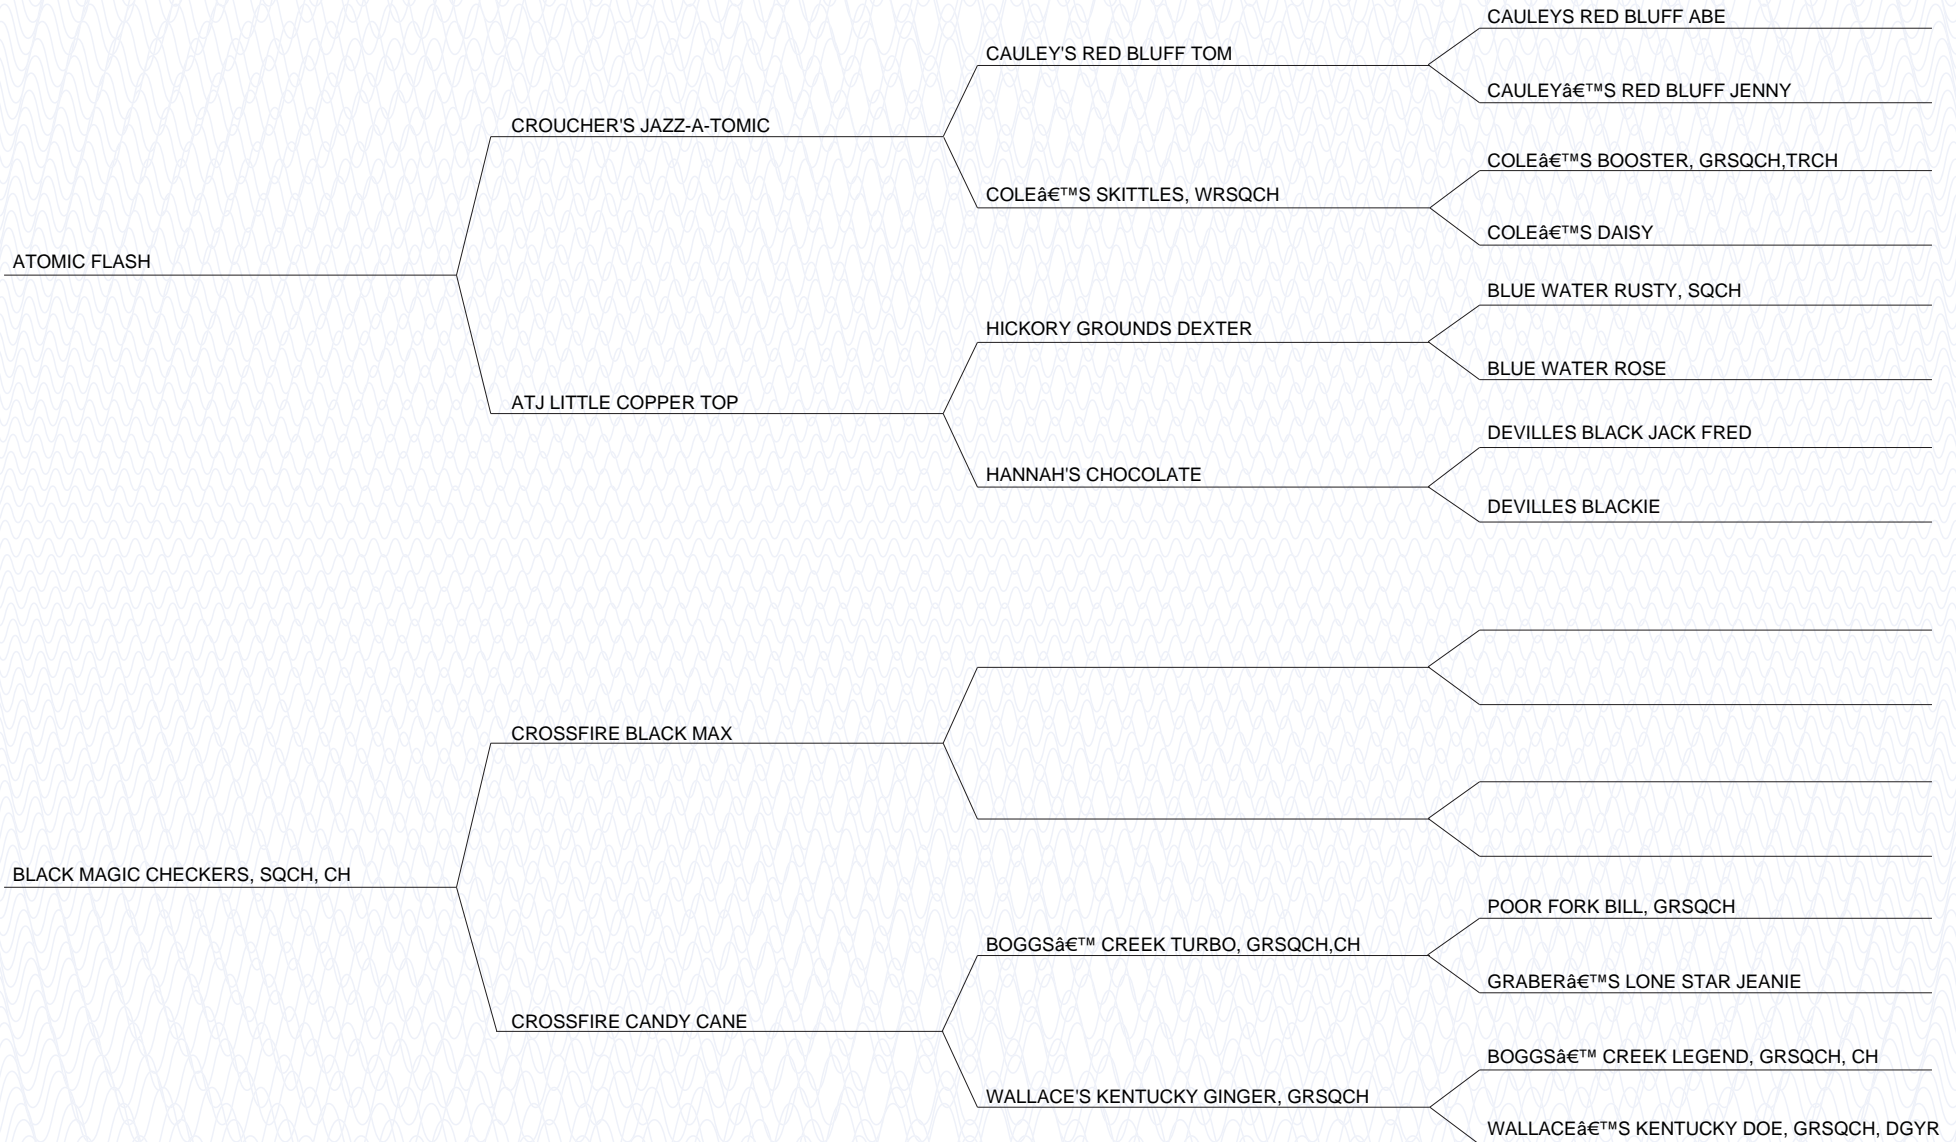 CAULEYS RED BLUFF ABE
CAULEY'S RED BLUFF TOM
CAULEYâ€™S RED BLUFF JENNY
CROUCHER'S JAZZ-A-TOMIC
COLEâ€™S BOOSTER, GRSQCH,TRCH
COLEâ€™S SKITTLES, WRSQCH
COLEâ€™S DAISY
ATOMIC FLASH
BLUE WATER RUSTY, SQCH
HICKORY GROUNDS DEXTER
BLUE WATER ROSE
ATJ LITTLE COPPER TOP
DEVILLES BLACK JACK FRED
HANNAH'S CHOCOLATE
DEVILLES BLACKIE
CROSSFIRE BLACK MAX
BLACK MAGIC CHECKERS, SQCH, CH
POOR FORK BILL, GRSQCH
BOGGSâ€™ CREEK TURBO, GRSQCH,CH
GRABERâ€™S LONE STAR JEANIE
CROSSFIRE CANDY CANE
BOGGSâ€™ CREEK LEGEND, GRSQCH, CH
WALLACE'S KENTUCKY GINGER, GRSQCH
WALLACEâ€™S KENTUCKY DOE, GRSQCH, DGYR